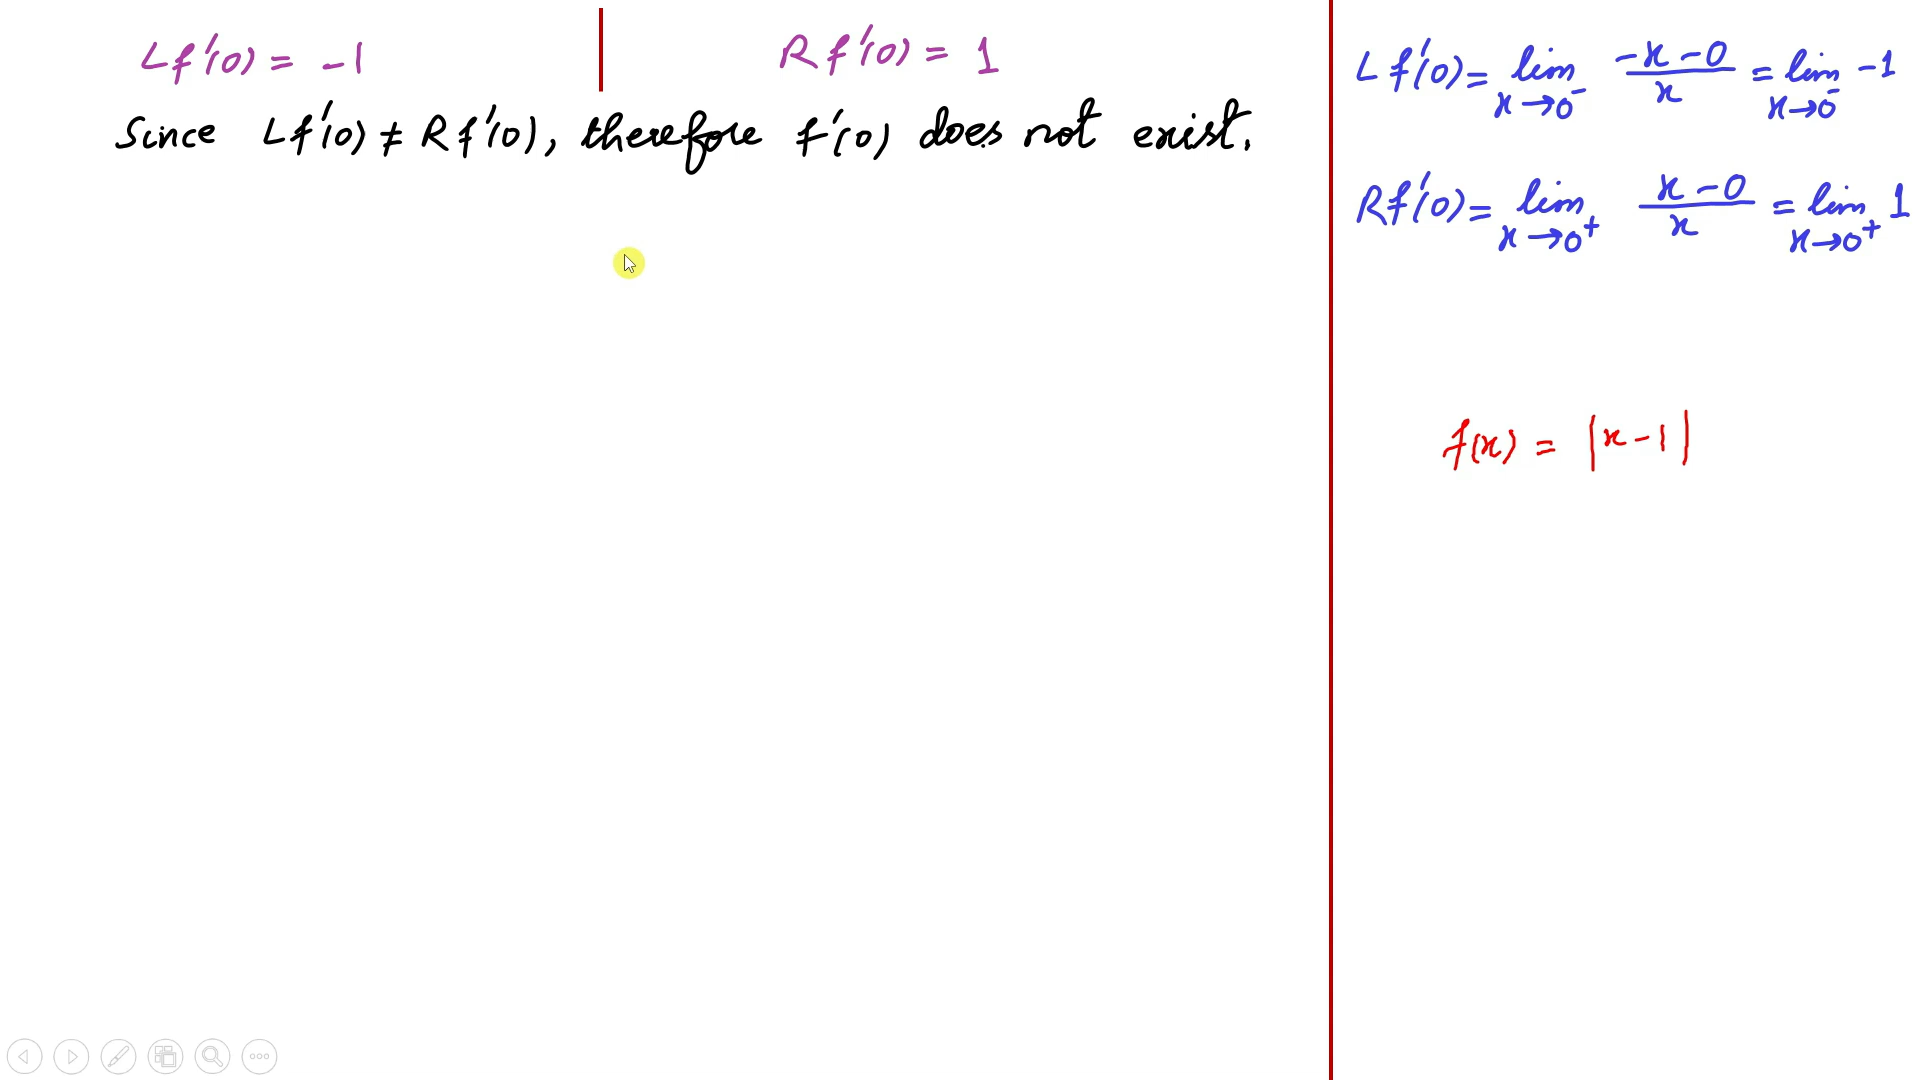 Lf'(0) = -1
Rf'(0) = 1
Since Lf'(0) ≠ Rf'(0), therefore f'(0) does not exist.
Lf'(0) = lim x→0⁻ (-x-0)/x = lim x→0⁻ -1
Rf'(0) = lim x→0⁺ (x-0)/x = lim x→0⁺ 1
f(x) = |x-1|